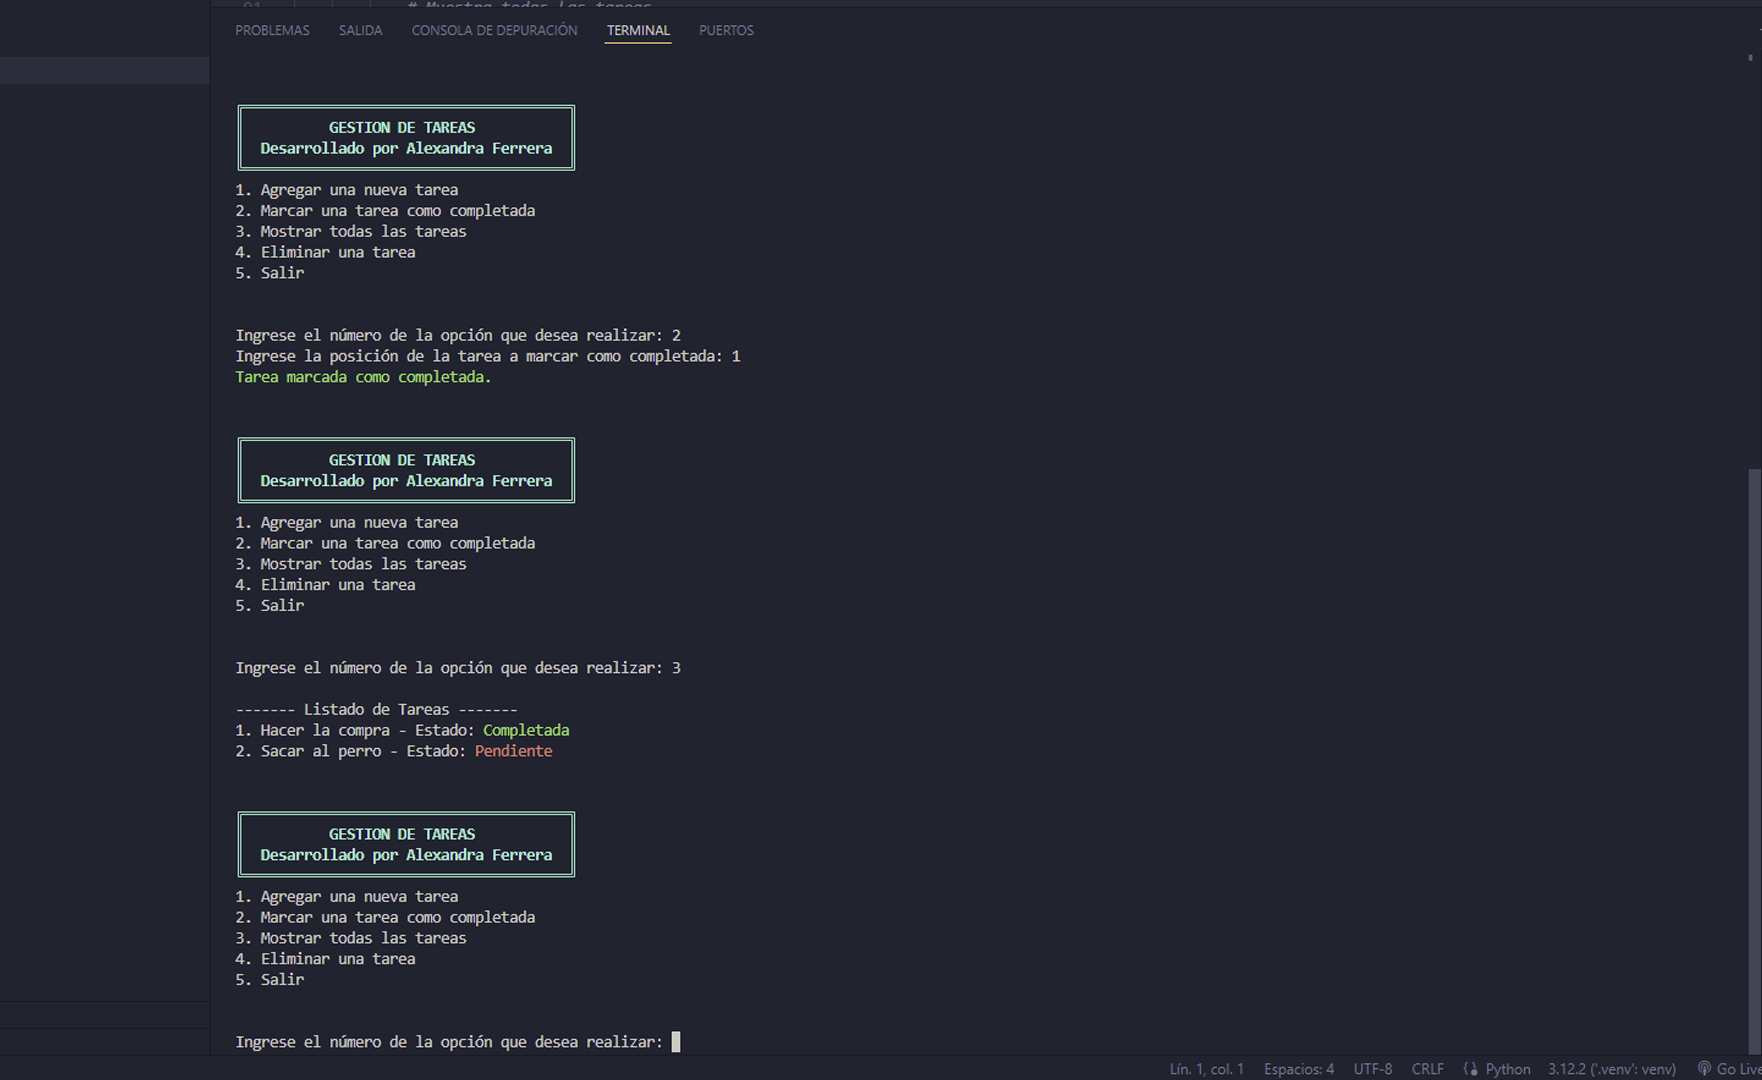 # Muestra todas las tareas
PROBLEMAS SALIDA CONSOLA DE DEPURACIÓN TERMINAL PUERTOS
GESTION DE TAREAS
Desarrollado por Alexandra Ferrera
1. Agregar una nueva tarea
2. Marcar una tarea como completada
3. Mostrar todas las tareas
4. Eliminar una tarea
5. Salir
Ingrese el número de la opción que desea realizar: 2
Ingrese la posición de la tarea a marcar como completada: 1
Tarea marcada como completada.
GESTION DE TAREAS
Desarrollado por Alexandra Ferrera
1. Agregar una nueva tarea
2. Marcar una tarea como completada
3. Mostrar todas las tareas
4. Eliminar una tarea
5. Salir
Ingrese el número de la opción que desea realizar: 3
------- Listado de Tareas -------
1. Hacer la compra - Estado: Completada
2. Sacar al perro - Estado: Pendiente
GESTION DE TAREAS
Desarrollado por Alexandra Ferrera
1. Agregar una nueva tarea
2. Marcar una tarea como completada
3. Mostrar todas las tareas
4. Eliminar una tarea
5. Salir
Ingrese el número de la opción que desea realizar:
Lín. 1, col. 1 Espacios: 4 UTF-8 CRLF Python 3.12.2 ('.venv': venv) Go Live